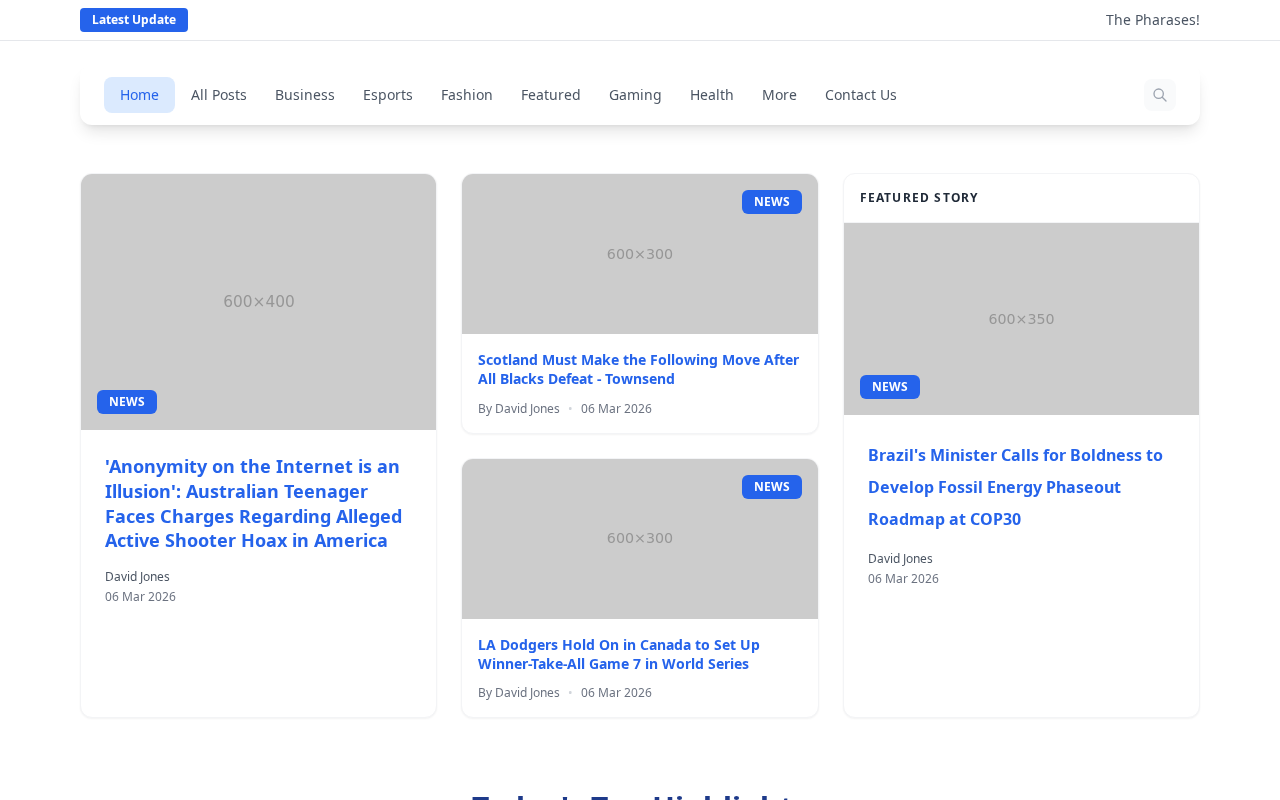 Latest Update
The Pharases!
Home
All Posts
Business
Esports
Fashion
Featured
Gaming
Health
More
Contact Us
600×400
NEWS
'Anonymity on the Internet is an
Illusion': Australian Teenager
Faces Charges Regarding Alleged
Active Shooter Hoax in America
David Jones
06 Mar 2026
NEWS
600×300
Scotland Must Make the Following Move After
All Blacks Defeat - Townsend
By David Jones • 06 Mar 2026
NEWS
600×300
LA Dodgers Hold On in Canada to Set Up
Winner-Take-All Game 7 in World Series
By David Jones • 06 Mar 2026
FEATURED STORY
600×350
NEWS
Brazil's Minister Calls for Boldness to
Develop Fossil Energy Phaseout
Roadmap at COP30
David Jones
06 Mar 2026